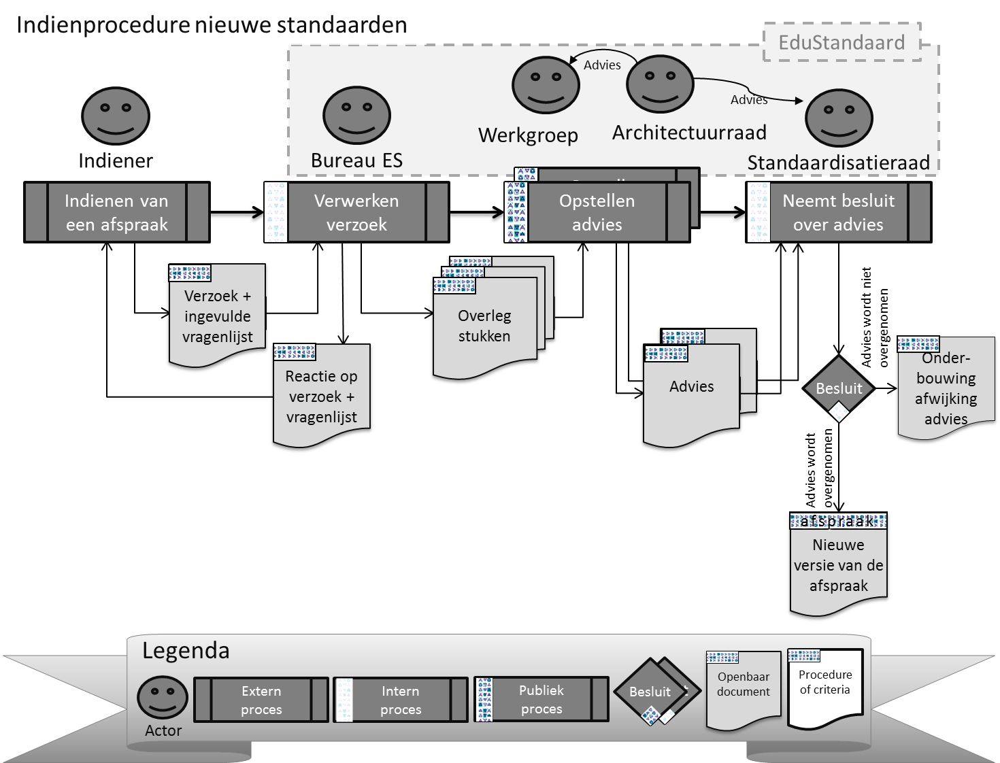 Indienprocedure nieuwe standaarden
EduStandaard
Advies
Advies
Indiener
Bureau ES
Werkgroep
Architectuurraad
Standaardisatieraad
Indienen van
een afspraak
Verwerken
verzoek
Opstellen
advies
Neemt besluit
over advies
Verzoek +
ingevulde
vragenlijst
Reactie op
verzoek +
vragenlijst
Overleg
stukken
Advies
Advies wordt niet
overgenomen
Besluit
Onder-
bouwing
afwijking
advies
Advies wordt
overgenomen
afspraak
Nieuwe
versie van de
afspraak
Legenda
Actor
Extern
proces
Intern
proces
Publiek
proces
Besluit
Openbaar
document
Procedure
of criteria